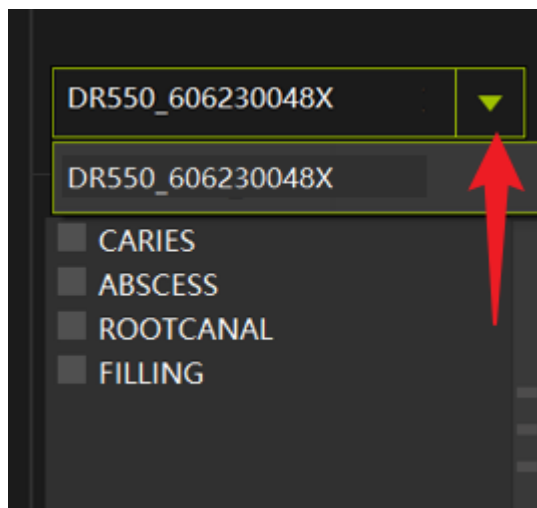 DR550_606230048X
DR550_606230048X
CARIES
ABSCESS
ROOTCANAL
FILLING